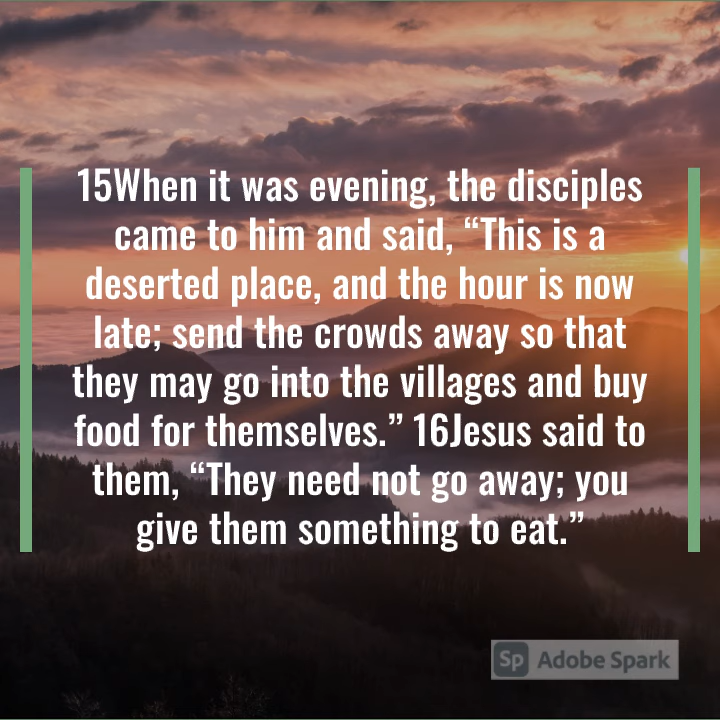 15When it was evening, the disciples
came to him and said, “This is a
deserted place, and the hour is now
late; send the crowds away so that
they may go into the villages and buy
food for themselves.” 16Jesus said to
them, “They need not go away; you
give them something to eat.”
Sp Adobe Spark